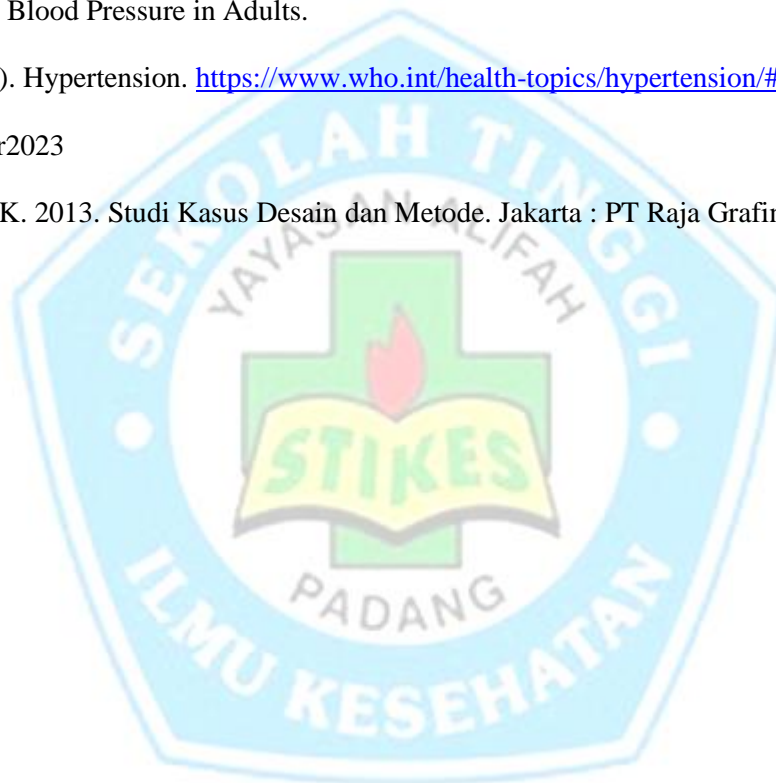 Blood Pressure in Adults.
). Hypertension. https://www.who.int/health-topics/hypertension/#
r2023
K. 2013. Studi Kasus Desain dan Metode. Jakarta : PT Raja Grafin
SEKOLAH TINGGI
YAYASAN ALIFAH
STIKES
PADANG
ILMU KESEHATAN